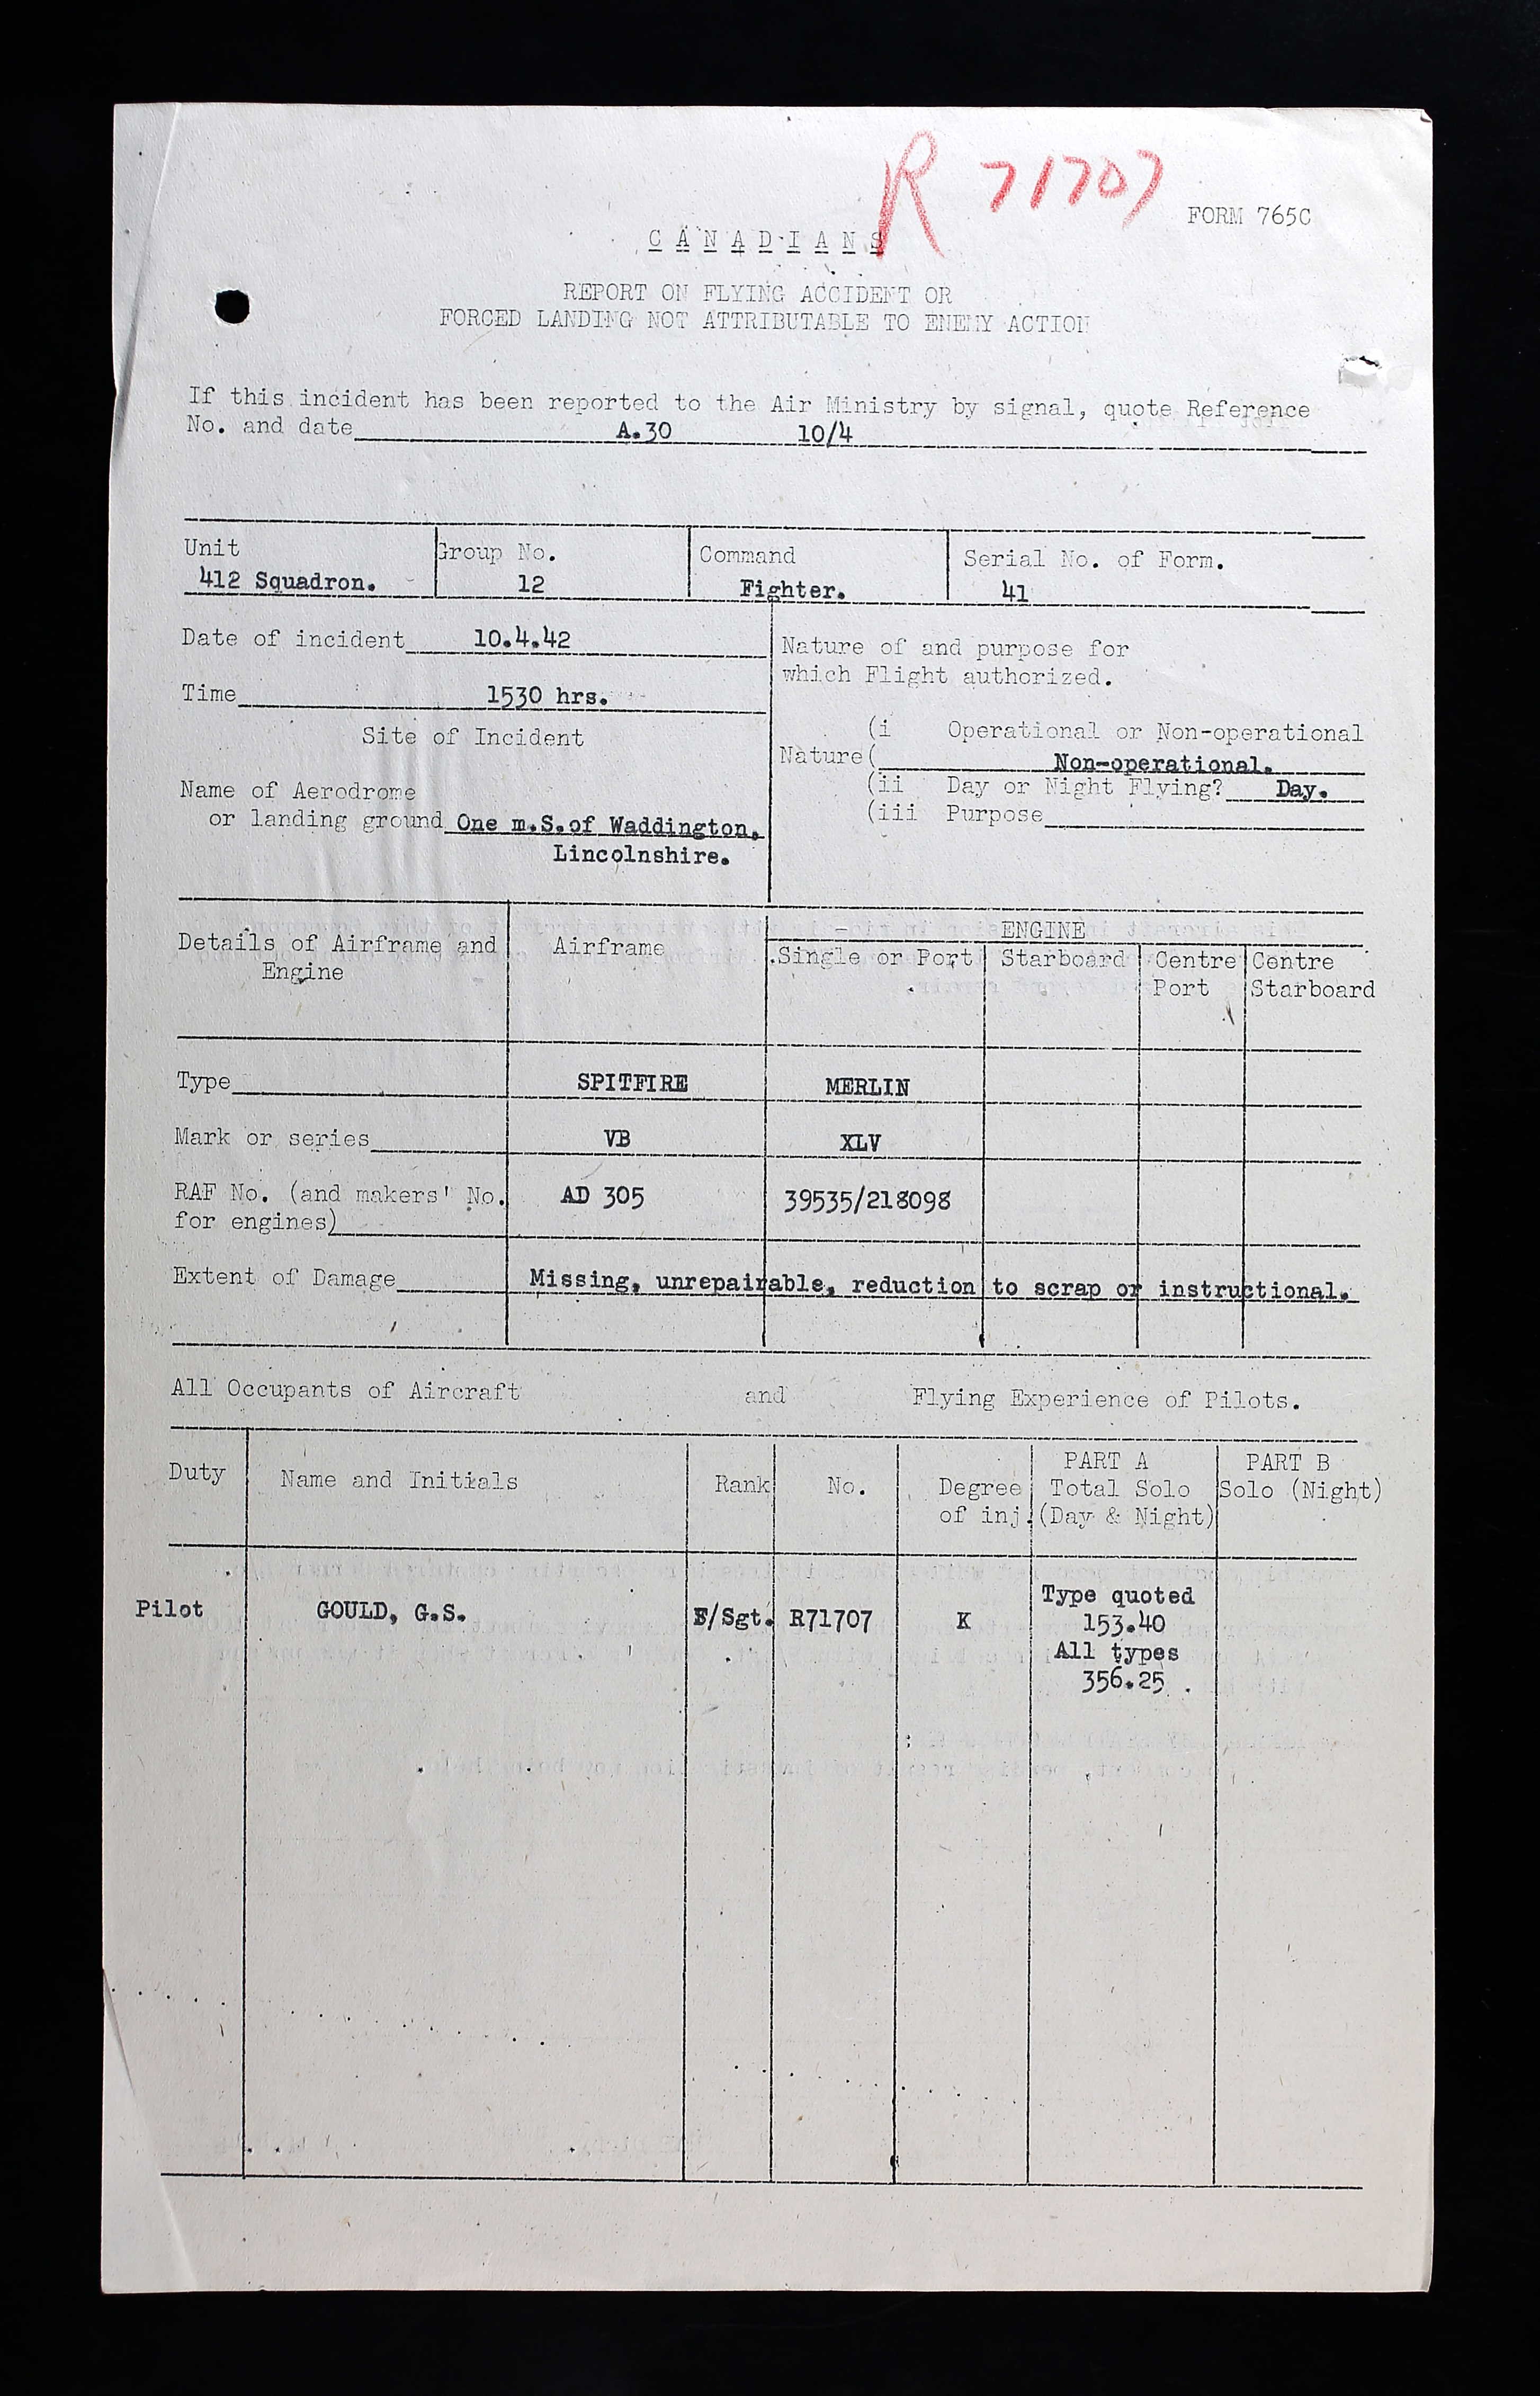 R 71707
FORM 765C
C A N A D I A N S
REPORT ON FLYING ACCIDENT OR
FORCED LANDING NOT ATTRIBUTABLE TO ENEMY ACTION
If this incident has been reported to the Air Ministry by signal, quote Reference
No. and date A.30 10/4
Unit Group No. Command Serial No. of Form.
412 Squadron. 12 Fighter. 41
Date of incident 10.4.42
Time 1530 hrs.
Site of Incident
Name of Aerodrome
or landing ground One m.S.of Waddington.
Lincolnshire.
Nature of and purpose for
which Flight authorized.
(i Operational or Non-operational
Nature( Non-operational.
(ii Day or Night Flying? Day.
(iii Purpose
Details of Airframe and
Engine
Airframe
ENGINE
Single or Port Starboard Centre Centre
Port Starboard
Type SPITFIRE MERLIN
Mark or series VB XLV
RAF No. (and makers' No. AD 305 39535/218098
for engines)
Extent of Damage Missing, unrepairable, reduction to scrap or instructional.
All Occupants of Aircraft and Flying Experience of Pilots.
Duty Name and Initials Rank No. Degree
of inj.
PART A
Total Solo
(Day & Night)
PART B
Solo (Night)
Pilot GOULD, G.S. F/Sgt. R71707 K
Type quoted
153.40
All types
356.25 .